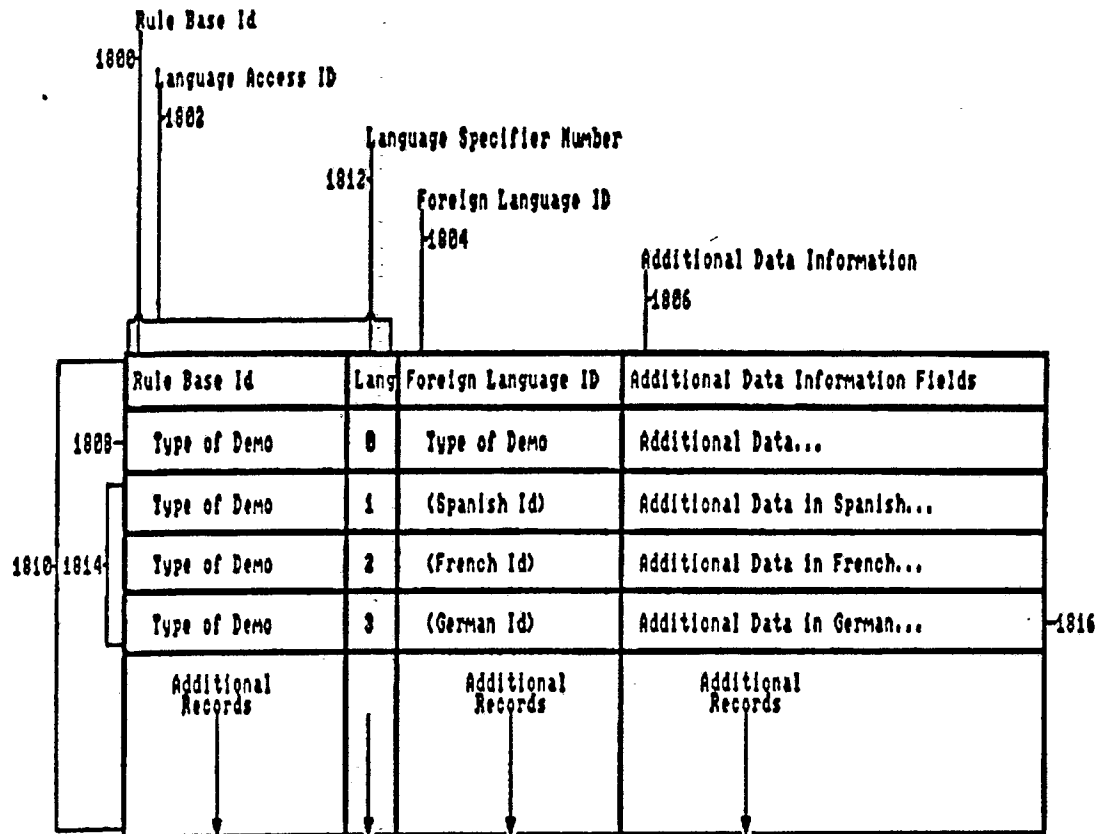 Rule Base Id
1800
Language Access ID
1802
Language Specifier Number
1812
Foreign Language ID
1804
Additional Data Information
1806
Rule Base Id Lang Foreign Language ID Additional Data Information Fields
1808 Type of Demo 0 Type of Demo Additional Data...
Type of Demo 1 (Spanish Id) Additional Data in Spanish...
1810 1814 Type of Demo 2 (French Id) Additional Data in French...
Type of Demo 3 (German Id) Additional Data in German... 1816
Additional Additional Additional
Records Records Records